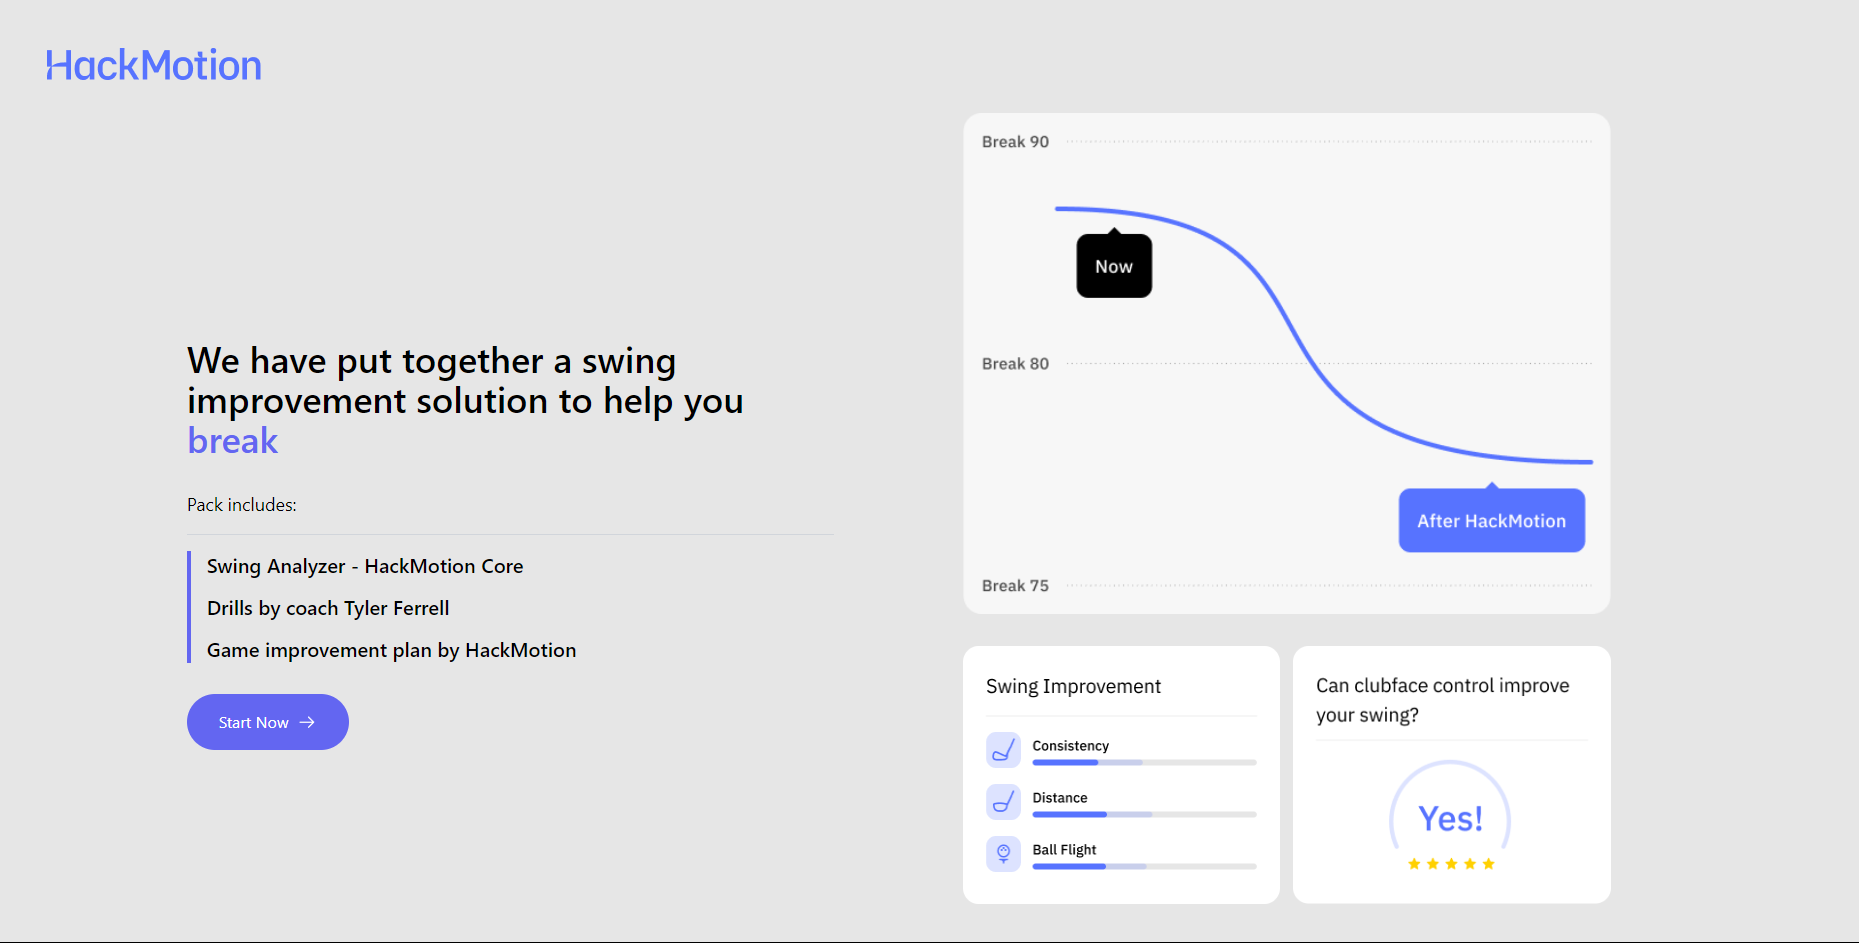 HackMotion
We have put together a swing
improvement solution to help you
break
Pack includes:
Swing Analyzer - HackMotion Core
Drills by coach Tyler Ferrell
Game improvement plan by HackMotion
Start Now
Break 90
Now
Break 80
After HackMotion
Break 75
Swing Improvement
Consistency
Distance
Ball Flight
Can clubface control improve
your swing?
Yes!